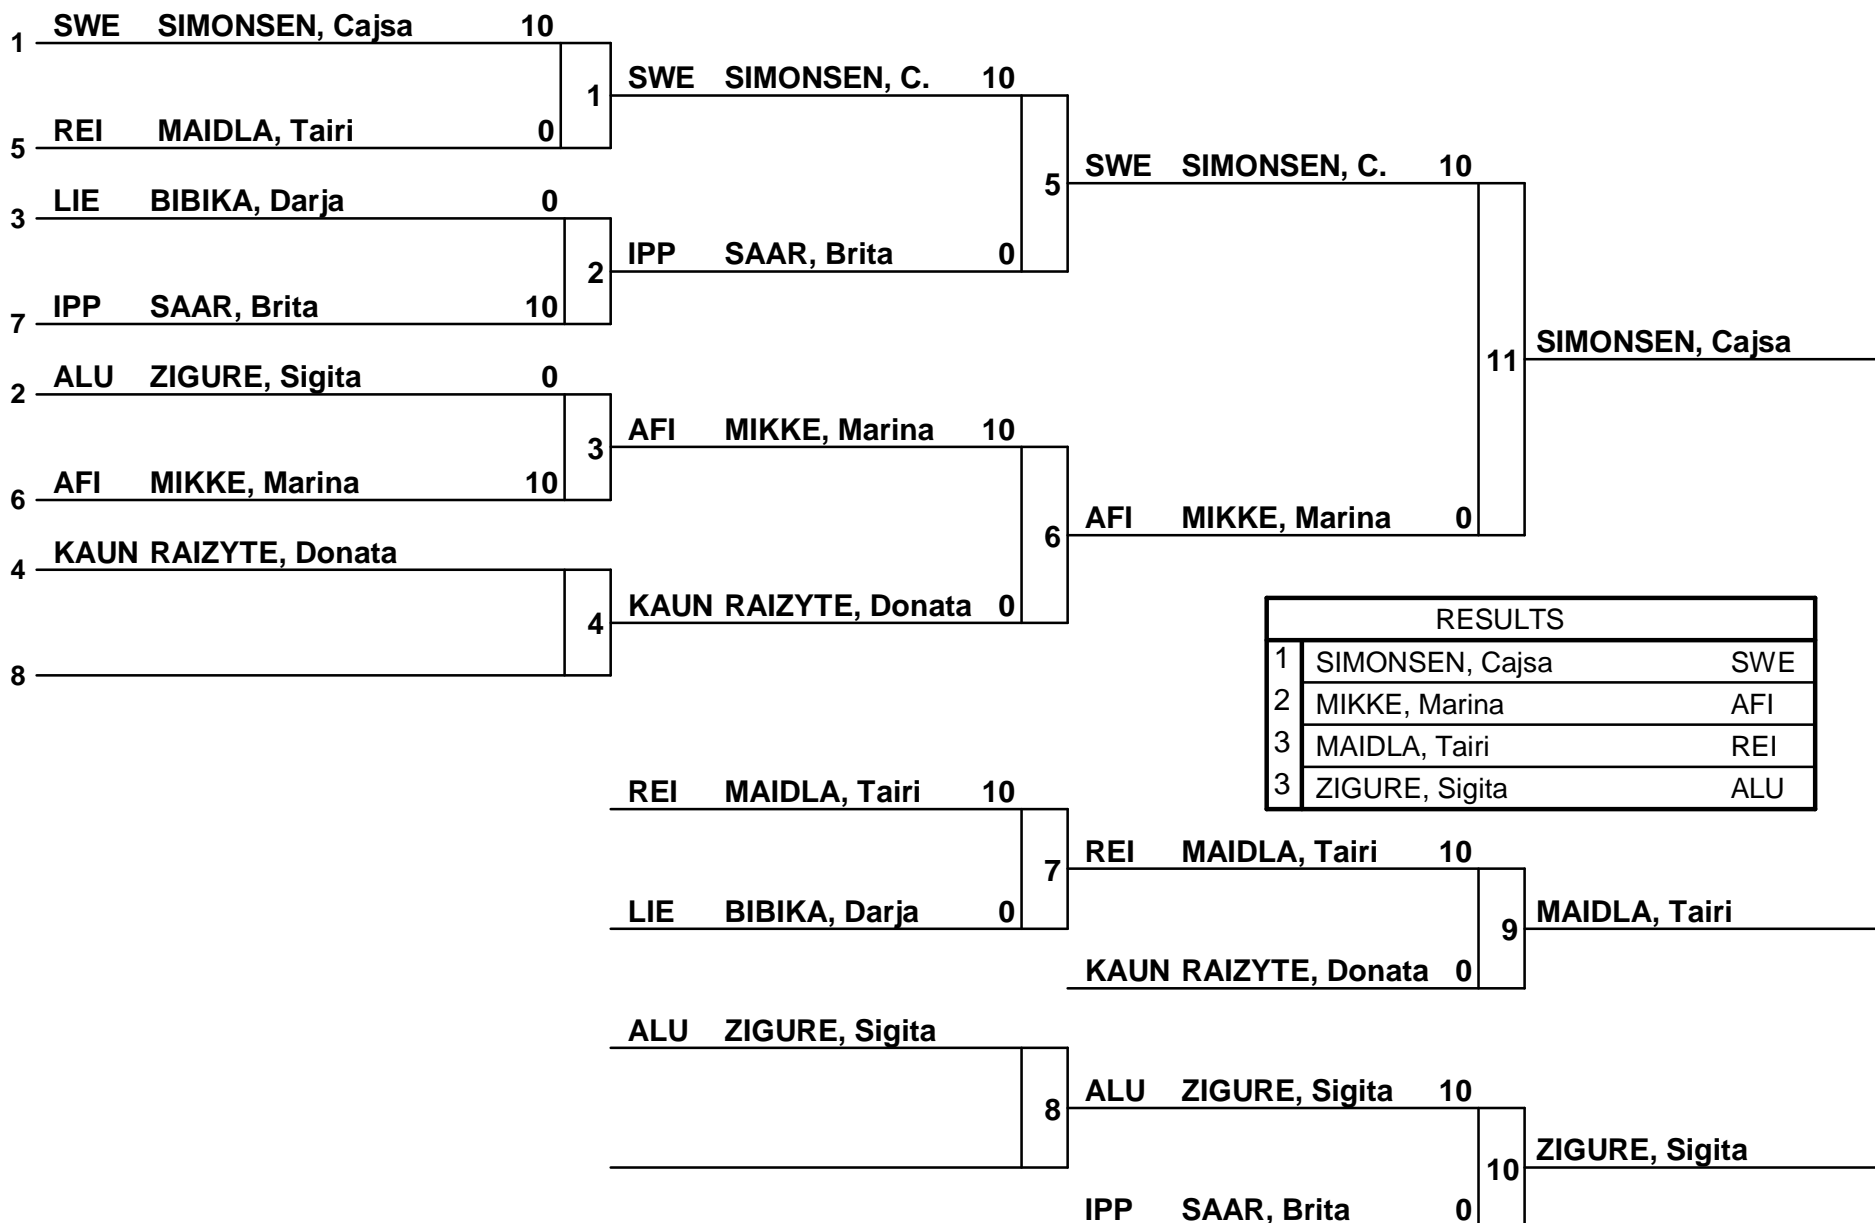 SWE SIMONSEN, Cajsa 10
1
1
SWE SIMONSEN, C. 10
REI MAIDLA, Tairi 0
5
SWE SIMONSEN, C. 10
5
LIE BIBIKA, Darja 0
3
2
IPP SAAR, Brita 0
IPP SAAR, Brita 10
7
11
SIMONSEN, Cajsa
ALU ZIGURE, Sigita 0
2
3
AFI MIKKE, Marina 10
AFI MIKKE, Marina 10
6
AFI MIKKE, Marina 0
6
KAUN RAIZYTE, Donata
4
4
KAUN RAIZYTE, Donata 0
8
RESULTS
1 SIMONSEN, Cajsa SWE
2 MIKKE, Marina AFI
3 MAIDLA, Tairi REI
3 ZIGURE, Sigita ALU
REI MAIDLA, Tairi 10
7
REI MAIDLA, Tairi 10
LIE BIBIKA, Darja 0
9
MAIDLA, Tairi
KAUN RAIZYTE, Donata 0
ALU ZIGURE, Sigita
8
ALU ZIGURE, Sigita 10
10
ZIGURE, Sigita
IPP SAAR, Brita 0